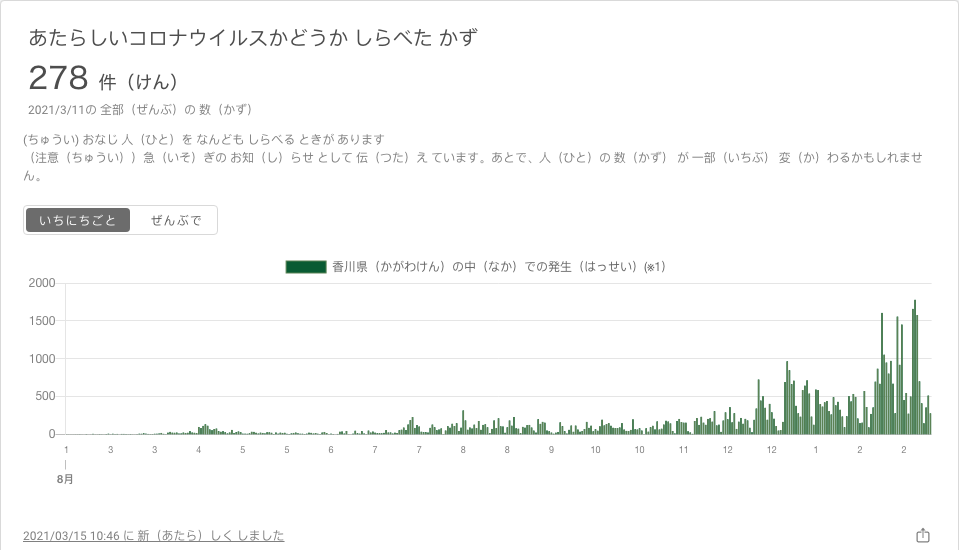 あたらしいコロナウイルスかどうか しらべた かず
278 件（けん）
2021/3/11の 全部（ぜんぶ）の 数（かず）
(ちゅうい) おなじ 人（ひと）を なんども しらべる ときが あります
（注意（ちゅうい））急（いそ）ぎの お知（し）らせ として 伝（つた）え ています。あとで、人（ひと）の 数（かず） が 一部（いちぶ） 変（か）わるかもしれませ
ん。
いちにちごと ぜんぶで
香川県（かがわけん）の中（なか）での発生（はっせい）(※1)
2000
1500
1000
500
0
1 3 3 4 5 5 6 7 7 8 8 9 10 10 11 11 12 1 2 2
8月
2021/03/15 10:46 に 新（あたら）しく しました